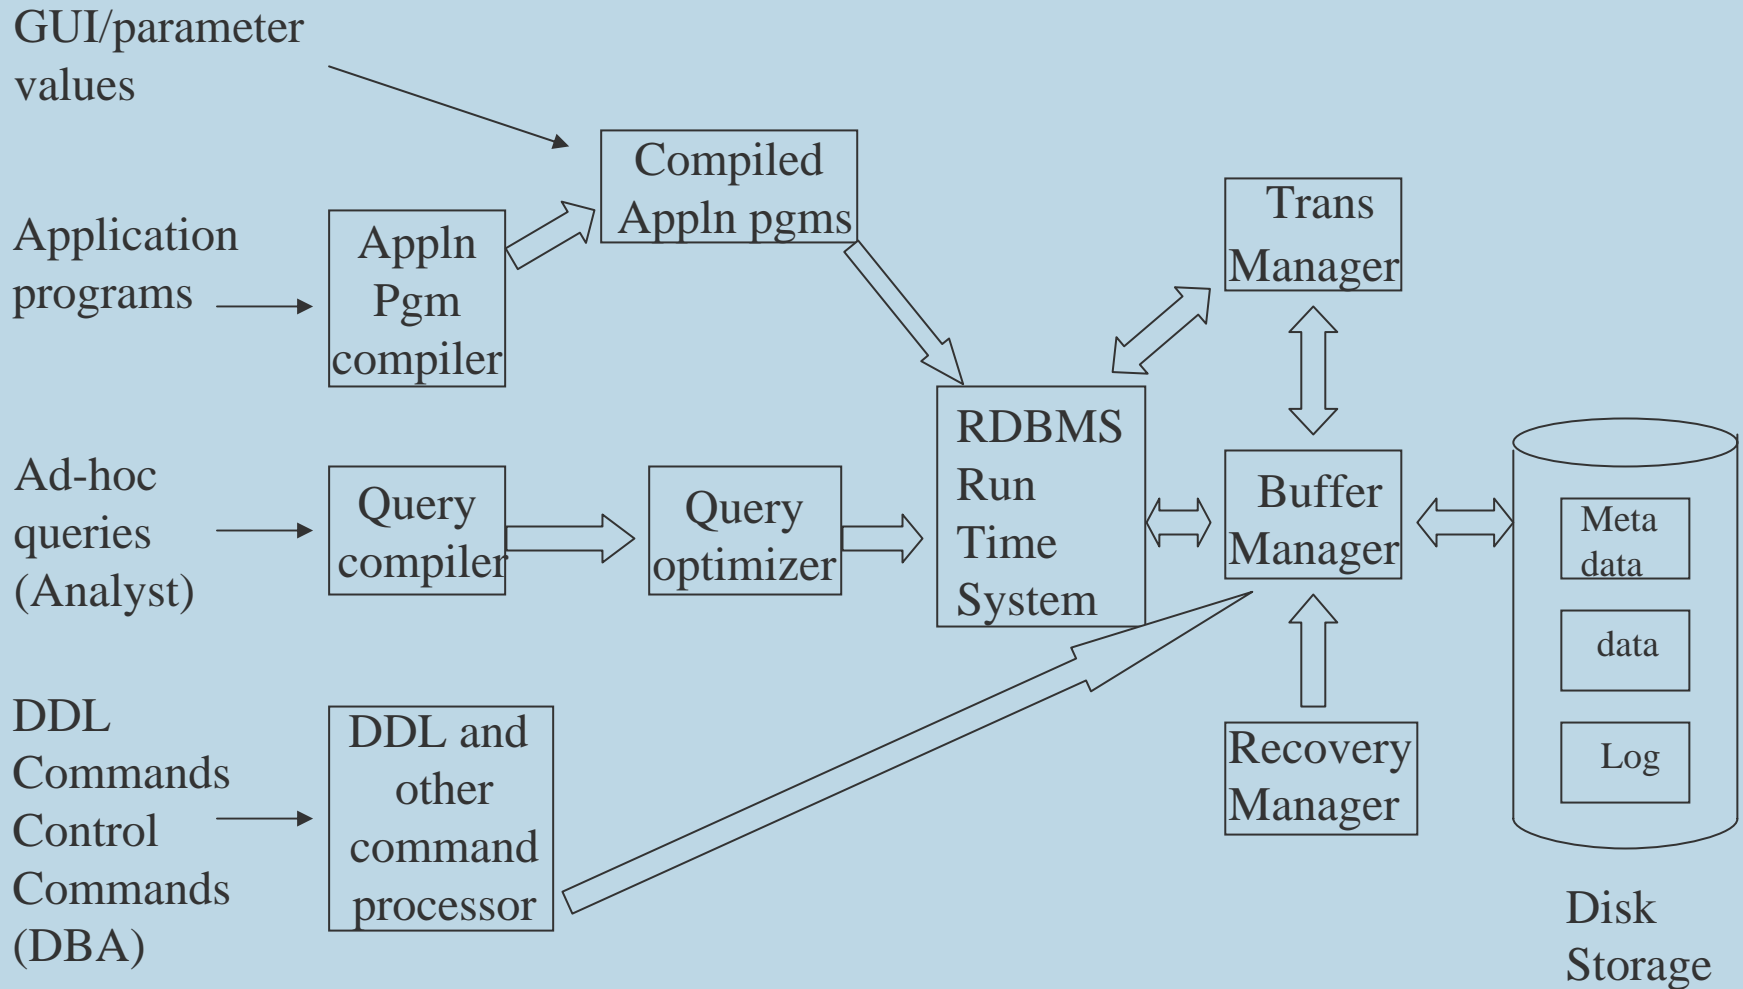 GUI/parameter
values
Compiled
Appln pgms
Trans
Manager
Application
programs
Appln
Pgm
compiler
RDBMS
Run
Time
System
Ad-hoc
queries
(Analyst)
Query
compiler
Query
optimizer
Buffer
Manager
Meta
data
data
Log
DDL
Commands
Control
Commands
(DBA)
DDL and
other
command
processor
Recovery
Manager
Disk
Storage